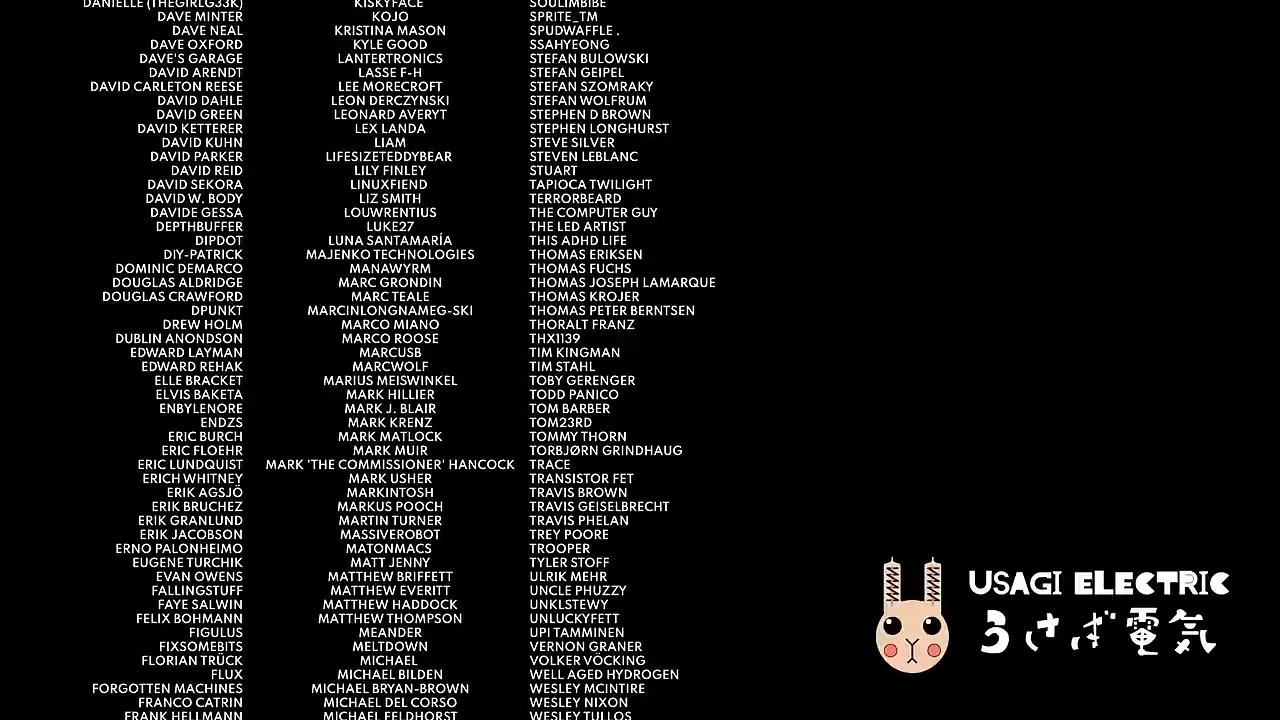 DANIELLE (THEGIRLG33K)
DAVE MINTER
DAVE NEAL
DAVE OXFORD
DAVE'S GARAGE
DAVID ARENDT
DAVID CARLETON REESE
DAVID DAHLE
DAVID GREEN
DAVID KETTERER
DAVID KUHN
DAVID PARKER
DAVID REID
DAVID SEKORA
DAVID W. BODY
DAVIDE GESSA
DEPTHBUFFER
DIPDOT
DIY-PATRICK
DOMINIC DEMARCO
DOUGLAS ALDRIDGE
DOUGLAS CRAWFORD
DPUNKT
DREW HOLM
DUBLIN ANONDSON
EDWARD LAYMAN
EDWARD REHAK
ELLE BRACKET
ELVIS BAKETA
ENBYLENORE
ENDZS
ERIC BURCH
ERIC FLOEHR
ERIC LUNDQUIST
ERICH WHITNEY
ERIK AGSJÖ
ERIK BRUCHEZ
ERIK GRANLUND
ERIK JACOBSON
ERNO PALONHEIMO
EUGENE TURCHIK
EVAN OWENS
FALLINGSTUFF
FAYE SALWIN
FELIX BOHMANN
FIGULUS
FIXSOMEBITS
FLORIAN TRÜCK
FLUX
FORGOTTEN MACHINES
FRANCO CATRIN
FRANK HELLMANN
KISKYFACE
KOJO
KRISTINA MASON
KYLE GOOD
LANTERTRONICS
LASSE F-H
LEE MORECROFT
LEON DERCZYNSKI
LEONARD AVERYT
LEX LANDA
LIAM
LIFESIZETEDDYBEAR
LILY FINLEY
LINUXFIEND
LIZ SMITH
LOUWRENTIUS
LUKE27
LUNA SANTAMARÍA
MAJENKO TECHNOLOGIES
MANAWYRM
MARC GRONDIN
MARC TEALE
MARCINLONGNAMEG-SKI
MARCO MIANO
MARCO ROOSE
MARCUSB
MARCWOLF
MARIUS MEISWINKEL
MARK HILLIER
MARK J. BLAIR
MARK KRENZ
MARK MATLOCK
MARK MUIR
MARK 'THE COMMISSIONER' HANCOCK
MARK USHER
MARKINTOSH
MARKUS POOCH
MARTIN TURNER
MASSIVEROBOT
MATONMACS
MATT JENNY
MATTHEW BRIFFETT
MATTHEW EVERITT
MATTHEW HADDOCK
MATTHEW THOMPSON
MEANDER
MELTDOWN
MICHAEL
MICHAEL BILDEN
MICHAEL BRYAN-BROWN
MICHAEL DEL CORSO
MICHAEL FELDHORST
SOULIMBIBE
SPRITE_TM
SPUDWAFFLE .
SSAHYEONG
STEFAN BULOWSKI
STEFAN GEIPEL
STEFAN SZOMRAKY
STEFAN WOLFRUM
STEPHEN D BROWN
STEPHEN LONGHURST
STEVE SILVER
STEVEN LEBLANC
STUART
TAPIOCA TWILIGHT
TERRORBEARD
THE COMPUTER GUY
THE LED ARTIST
THIS ADHD LIFE
THOMAS ERIKSEN
THOMAS FUCHS
THOMAS JOSEPH LAMARQUE
THOMAS KROJER
THOMAS PETER BERNTSEN
THORALT FRANZ
THX1139
TIM KINGMAN
TIM STAHL
TOBY GERENGER
TODD PANICO
TOM BARBER
TOM23RD
TOMMY THORN
TORBJØRN GRINDHAUG
TRACE
TRANSISTOR FET
TRAVIS BROWN
TRAVIS GEISELBRECHT
TRAVIS PHELAN
TREY POORE
TROOPER
TYLER STOFF
ULRIK MEHR
UNCLE PHUZZY
UNKLSTEWY
UNLUCKYFETT
UPI TAMMINEN
VERNON GRANER
VOLKER VÖCKING
WELL AGED HYDROGEN
WESLEY MCINTIRE
WESLEY NIXON
WESLEY TULLOS
USAGI ELECTRIC
うさぎ電気